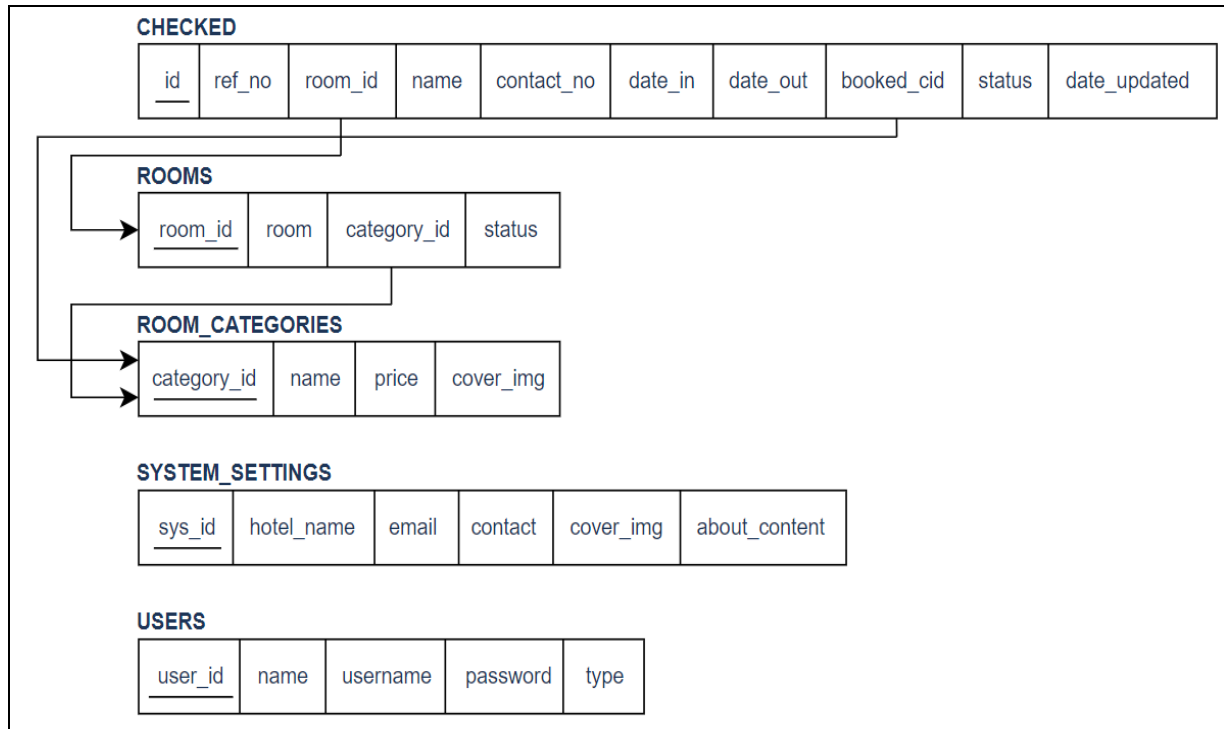 CHECKED
id ref_no room_id name contact_no date_in date_out booked_cid status date_updated
ROOMS
room_id room category_id status
ROOM_CATEGORIES
category_id name price cover_img
SYSTEM_SETTINGS
sys_id hotel_name email contact cover_img about_content
USERS
user_id name username password type